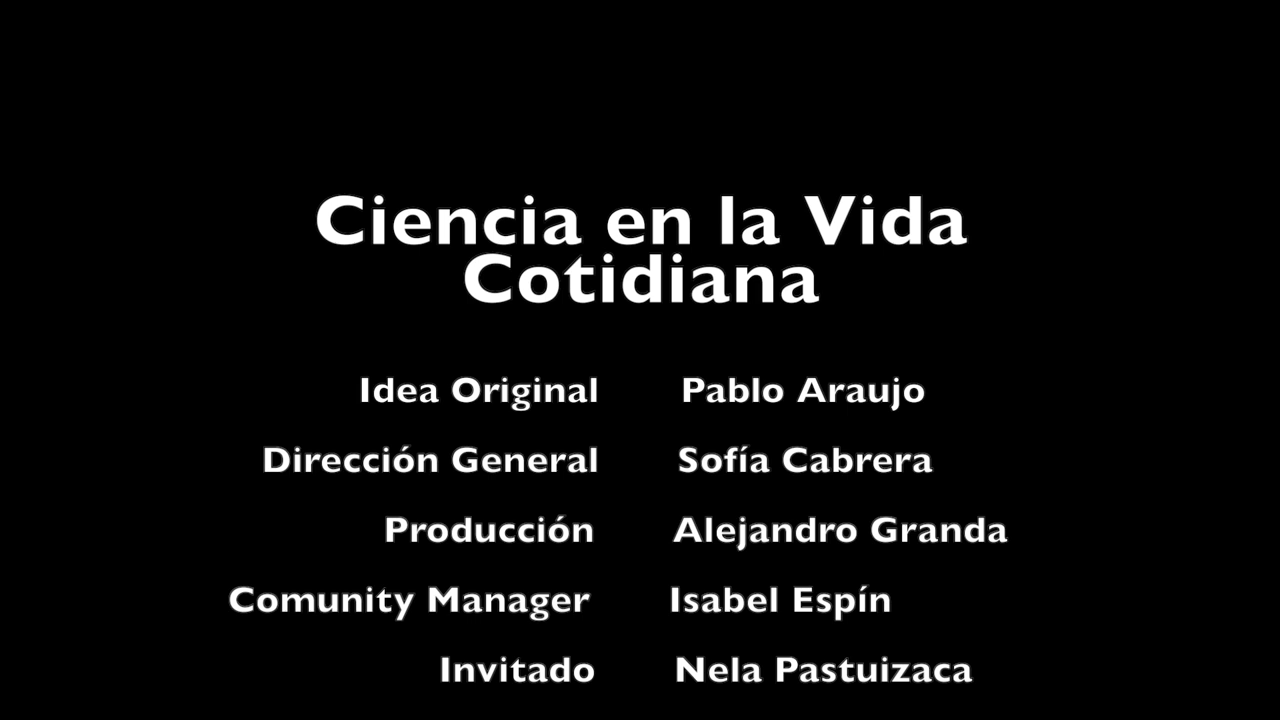 Ciencia en la Vida
Cotidiana
Idea Original Pablo Araujo
Dirección General Sofía Cabrera
Producción Alejandro Granda
Comunity Manager Isabel Espín
Invitado Nela Pastuizaca